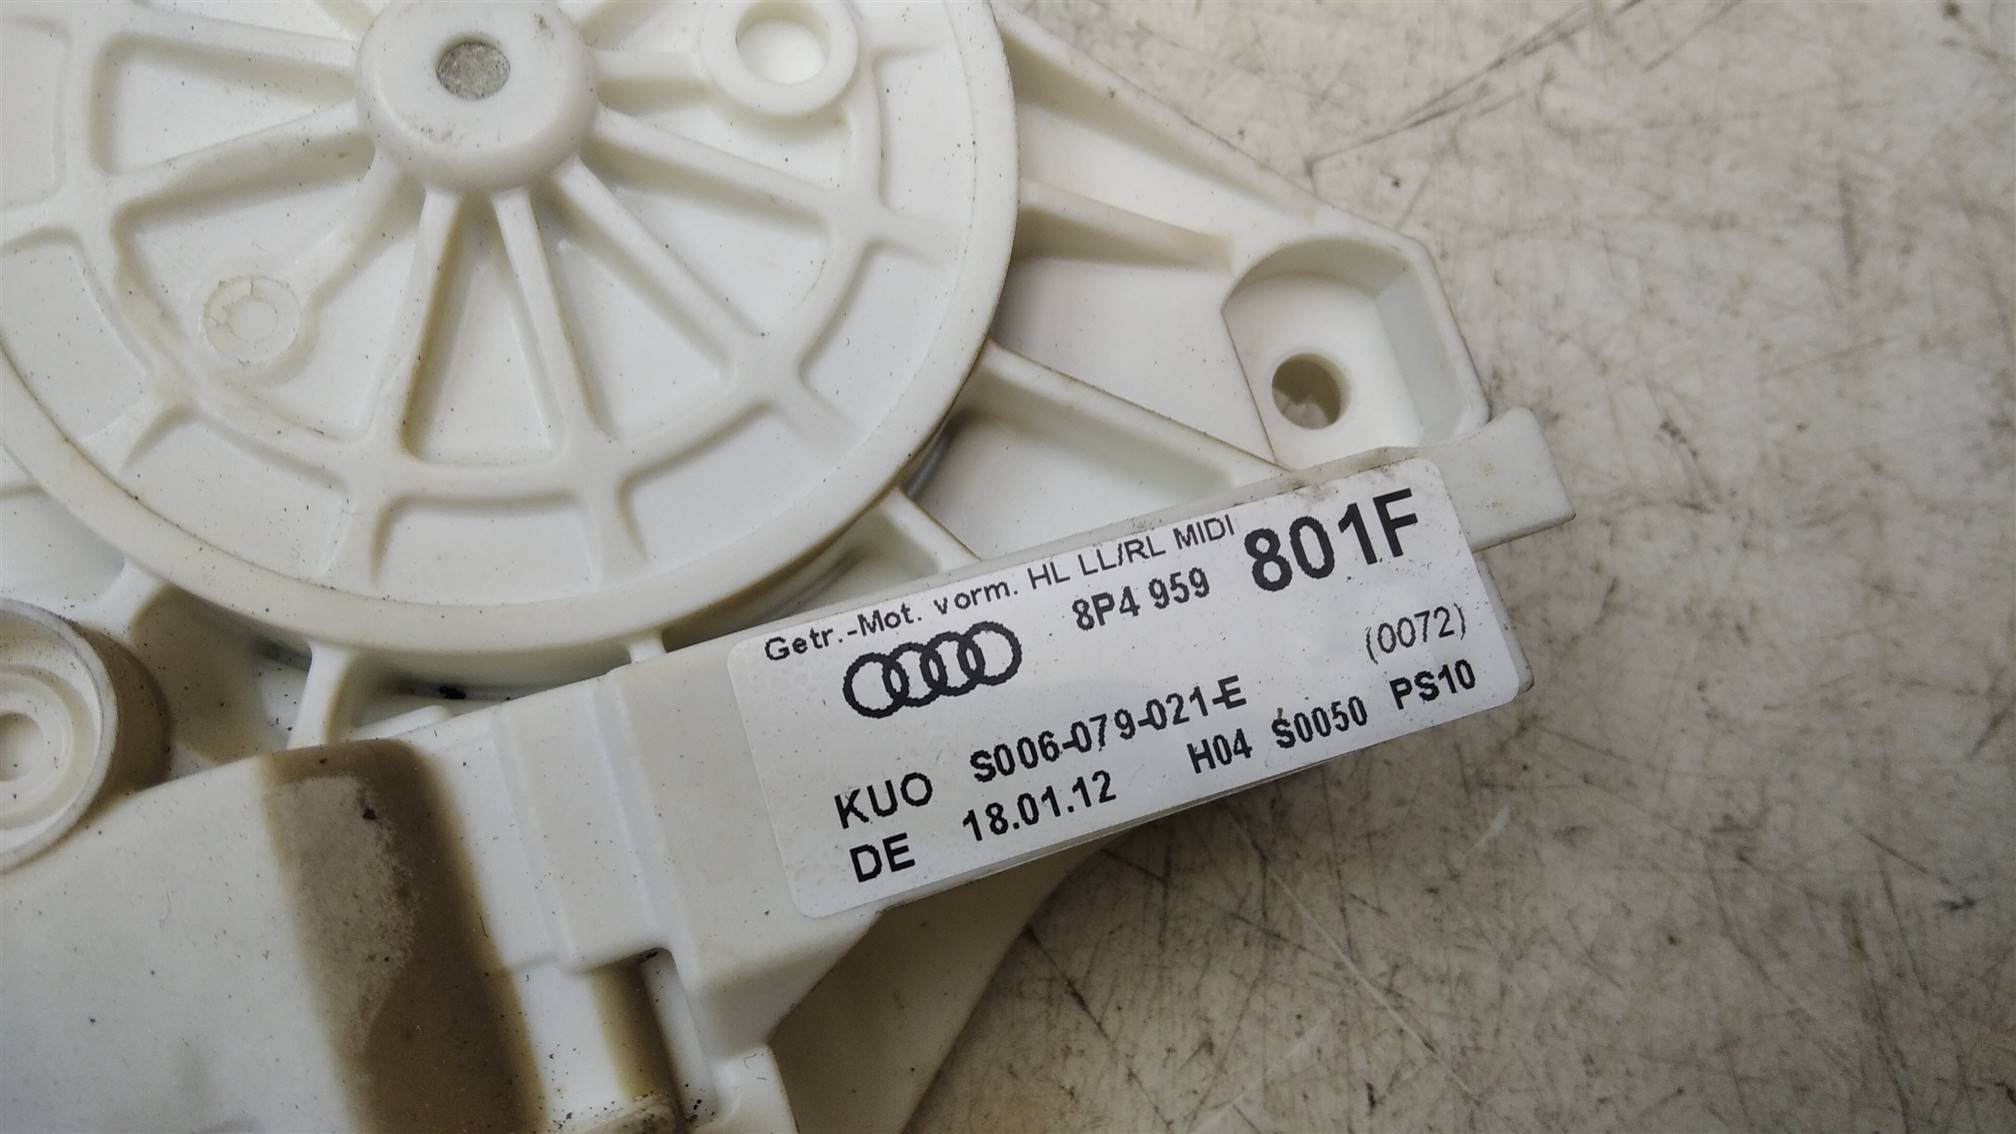 Getr.-Mot. vorm. HL LL/RL MIDI
8P4 959 801F
(0072)
KUO S006-079-021-E
DE 18.01.12 H04 S0050 PS10